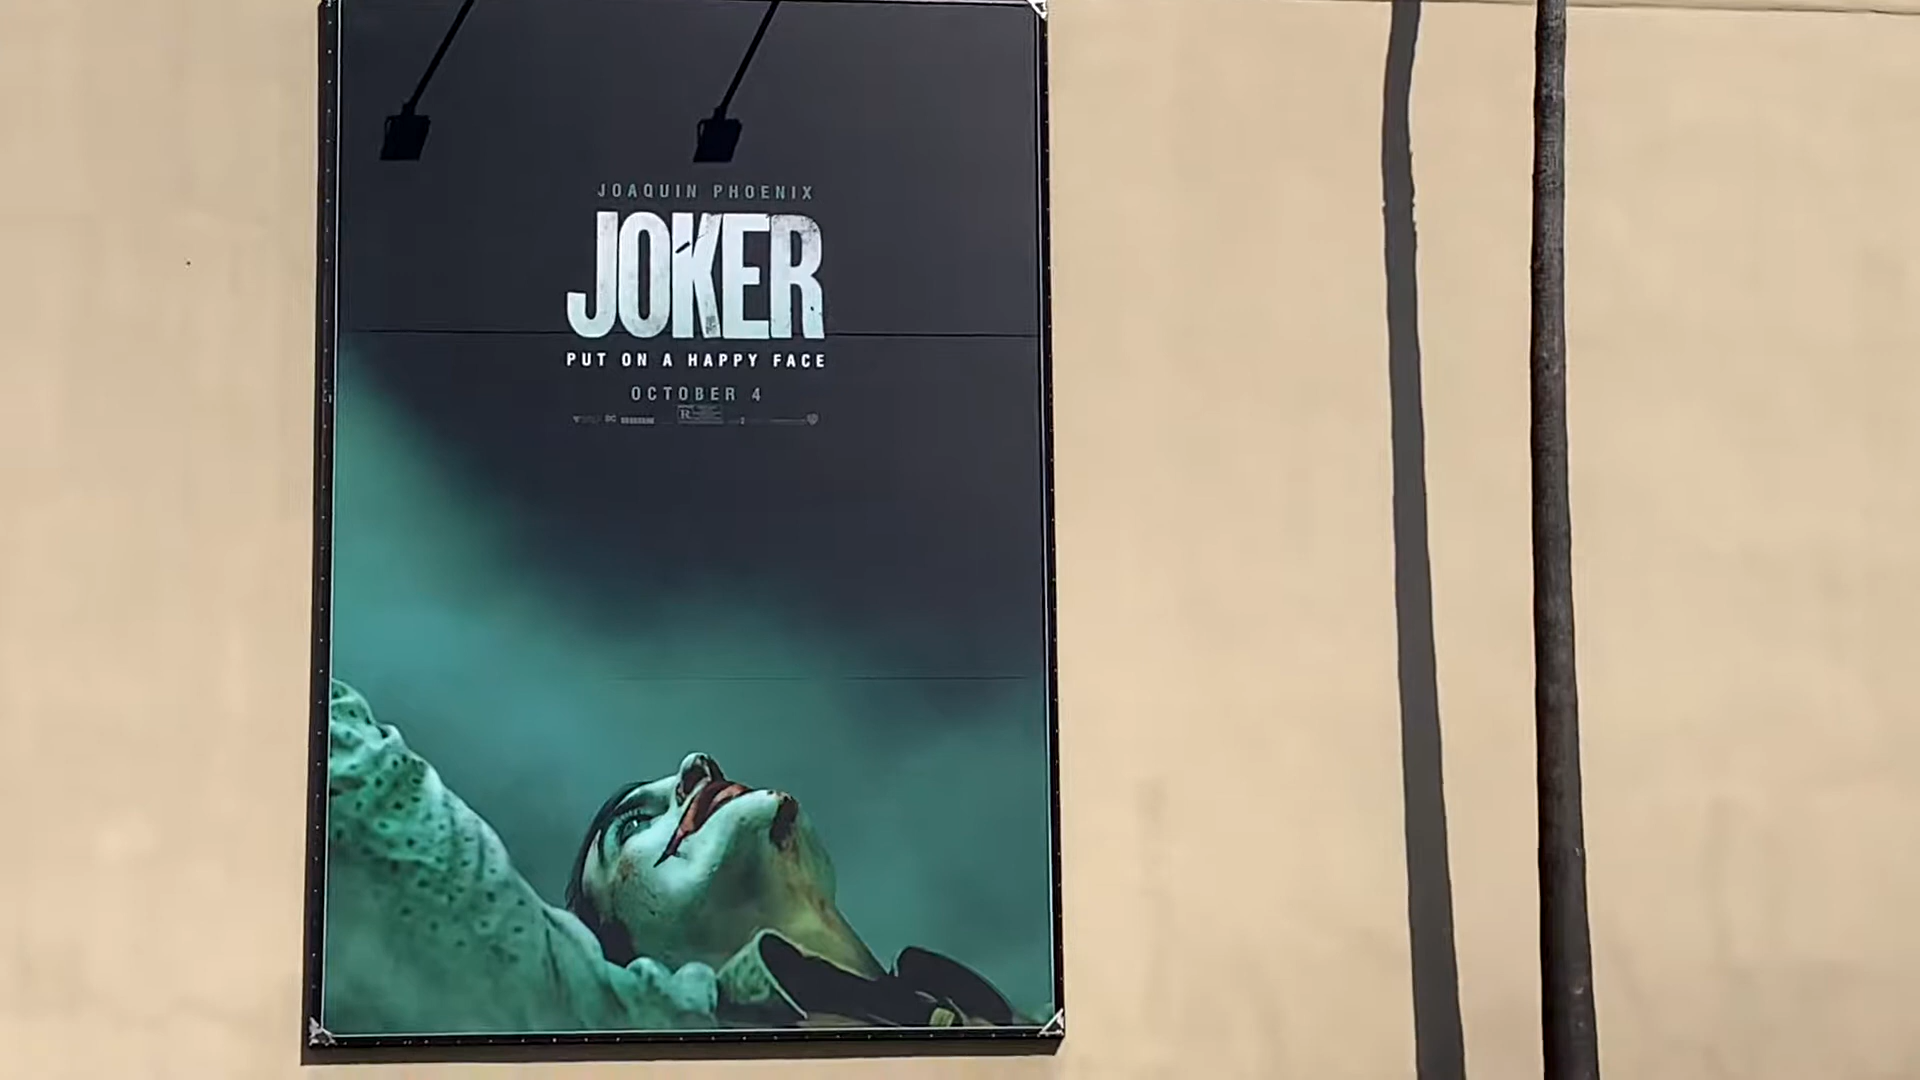 JOAQUIN PHOENIX
JOKER
PUT ON A HAPPY FACE
OCTOBER 4
R